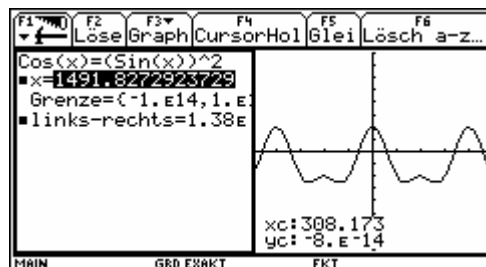 F1 F2 F3 F4 F5 F6
Löse Graph CursorHol Glei Lösch a-z…
Cos(x)=(Sin(x))^2
x=1491.8272923729
Grenze={-1.E14,1.E
links-rechts=1.38E
xc:308.173
yc:-8.E-14
MAIN GRD EXAKT FKT